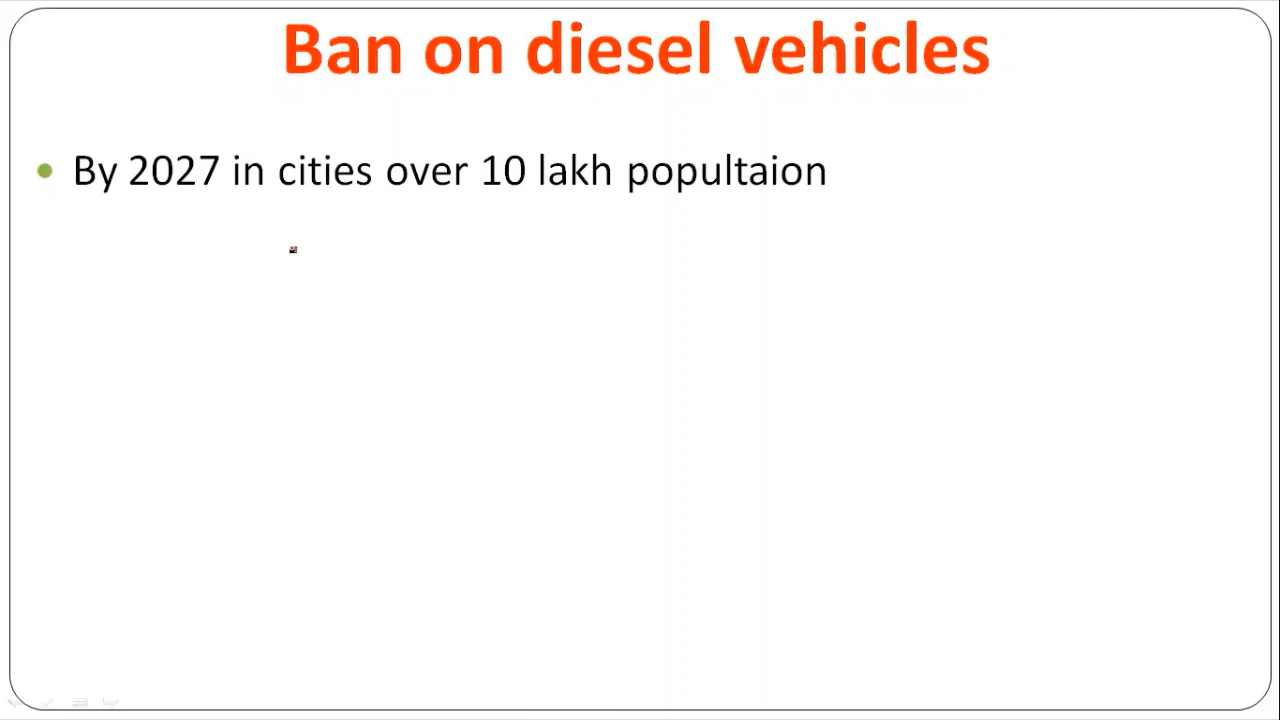 Ban on diesel vehicles
By 2027 in cities over 10 lakh popultaion